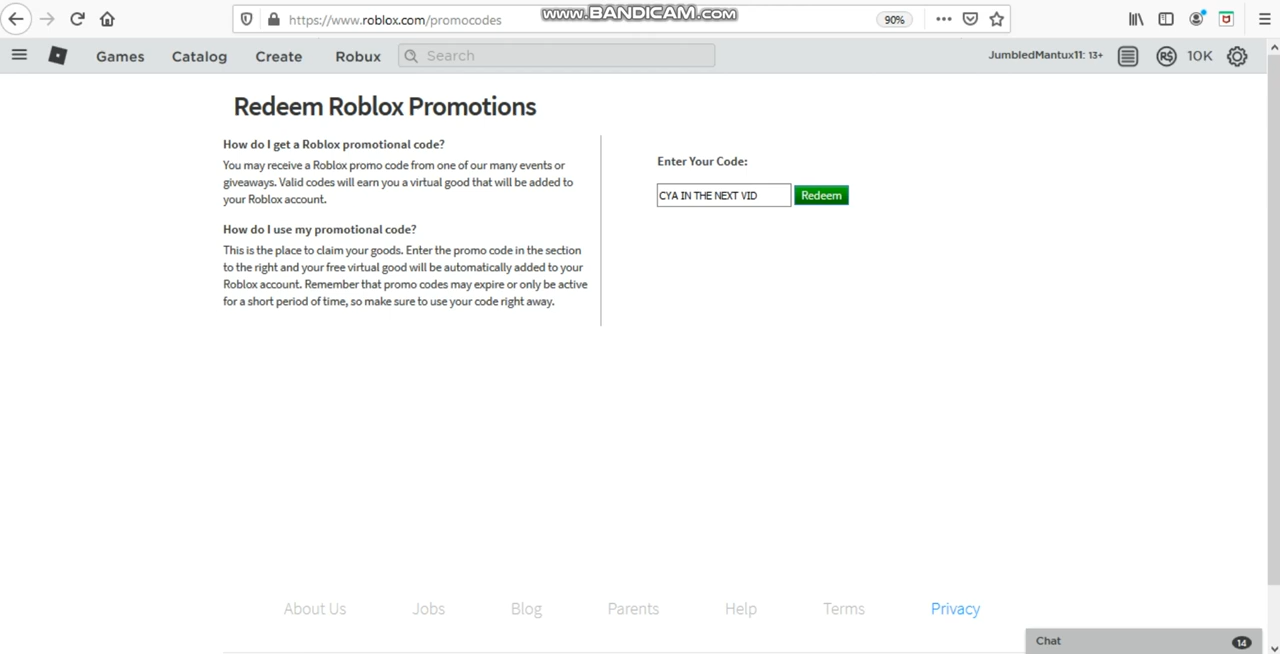 www.BANDICAM.com
https://www.roblox.com/promocodes
90%
Games
Catalog
Create
Robux
Search
JumbledMantux11: 13+
R$
10K
Redeem Roblox Promotions
How do I get a Roblox promotional code?
You may receive a Roblox promo code from one of our many events or
giveaways. Valid codes will earn you a virtual good that will be added to
your Roblox account.
How do I use my promotional code?
This is the place to claim your goods. Enter the promo code in the section
to the right and your free virtual good will be automatically added to your
Roblox account. Remember that promo codes may expire or only be active
for a short period of time, so make sure to use your code right away.
Enter Your Code:
CYA IN THE NEXT VID
Redeem
About Us
Jobs
Blog
Parents
Help
Terms
Privacy
Chat
14